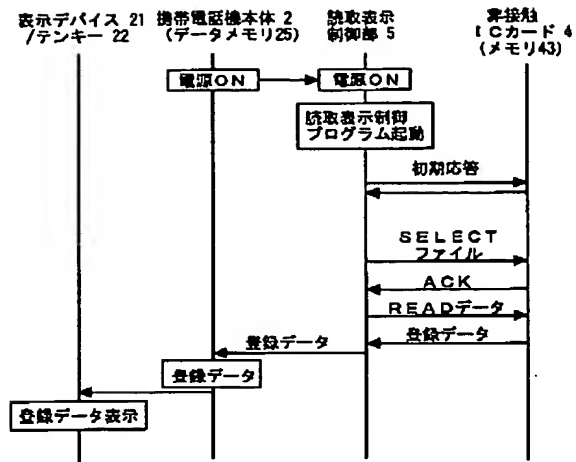 表示デバイス 21
/テンキー 22
携帯電話機本体 2
(データメモリ25)
読取表示
制御部 5
非接触
ICカード 4
(メモリ43)
電源ON
電源ON
読取表示制御
プログラム起動
初期応答
SELECT
ファイル
ACK
READデータ
登録データ
登録データ
登録データ
登録データ表示